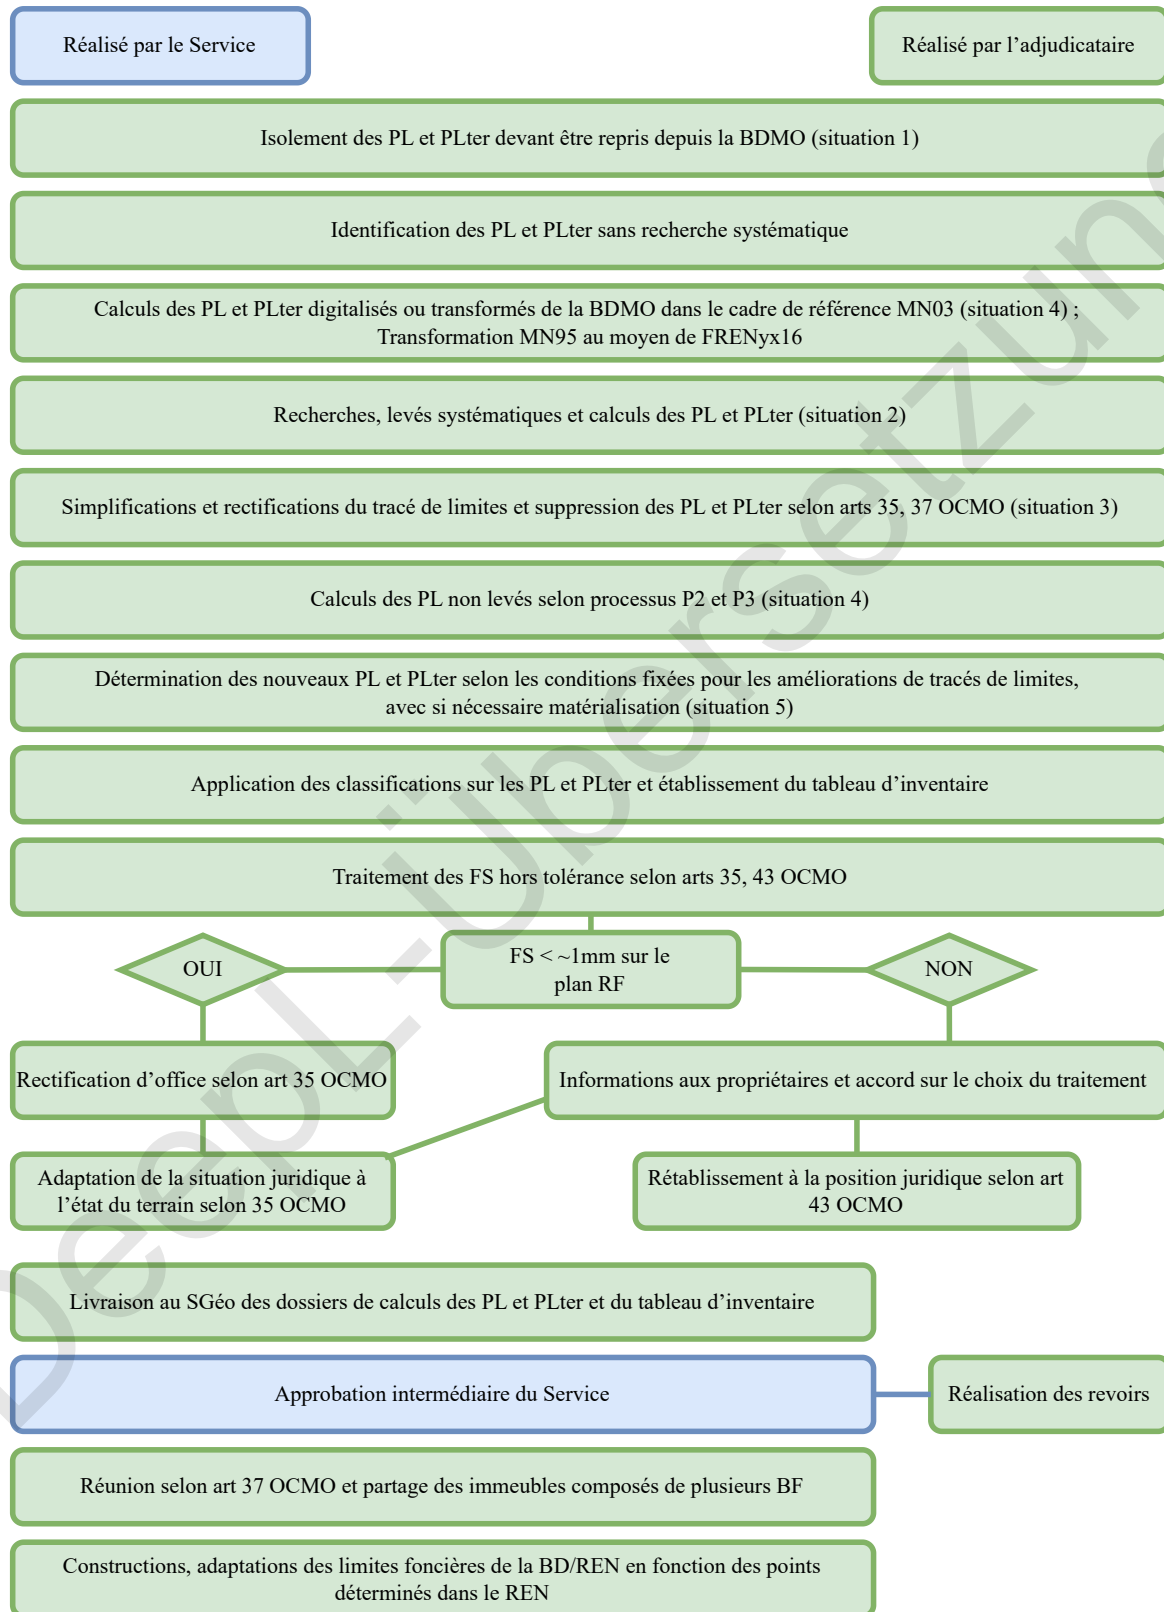 Réalisé par le Service
Réalisé par l’adjudicataire
Isolement des PL et PLter devant être repris depuis la BDMO (situation 1)
Identification des PL et PLter sans recherche systématique
Calculs des PL et PLter digitalisés ou transformés de la BDMO dans le cadre de référence MN03 (situation 4) ;
Transformation MN95 au moyen de FRENyx16
Recherches, levés systématiques et calculs des PL et PLter (situation 2)
Simplifications et rectifications du tracé de limites et suppression des PL et PLter selon arts 35, 37 OCMO (situation 3)
Calculs des PL non levés selon processus P2 et P3 (situation 4)
Détermination des nouveaux PL et PLter selon les conditions fixées pour les améliorations de tracés de limites,
avec si nécessaire matérialisation (situation 5)
Application des classifications sur les PL et PLter et établissement du tableau d’inventaire
Traitement des FS hors tolérance selon arts 35, 43 OCMO
OUI
FS < ~1mm sur le
plan RF
NON
Rectification d’office selon art 35 OCMO
Informations aux propriétaires et accord sur le choix du traitement
Adaptation de la situation juridique à
l’état du terrain selon 35 OCMO
Rétablissement à la position juridique selon art
43 OCMO
Livraison au SGéo des dossiers de calculs des PL et PLter et du tableau d’inventaire
Approbation intermédiaire du Service
Réalisation des revoirs
Réunion selon art 37 OCMO et partage des immeubles composés de plusieurs BF
Constructions, adaptations des limites foncières de la BD/REN en fonction des points
déterminés dans le REN
DeepL-Übersetzung